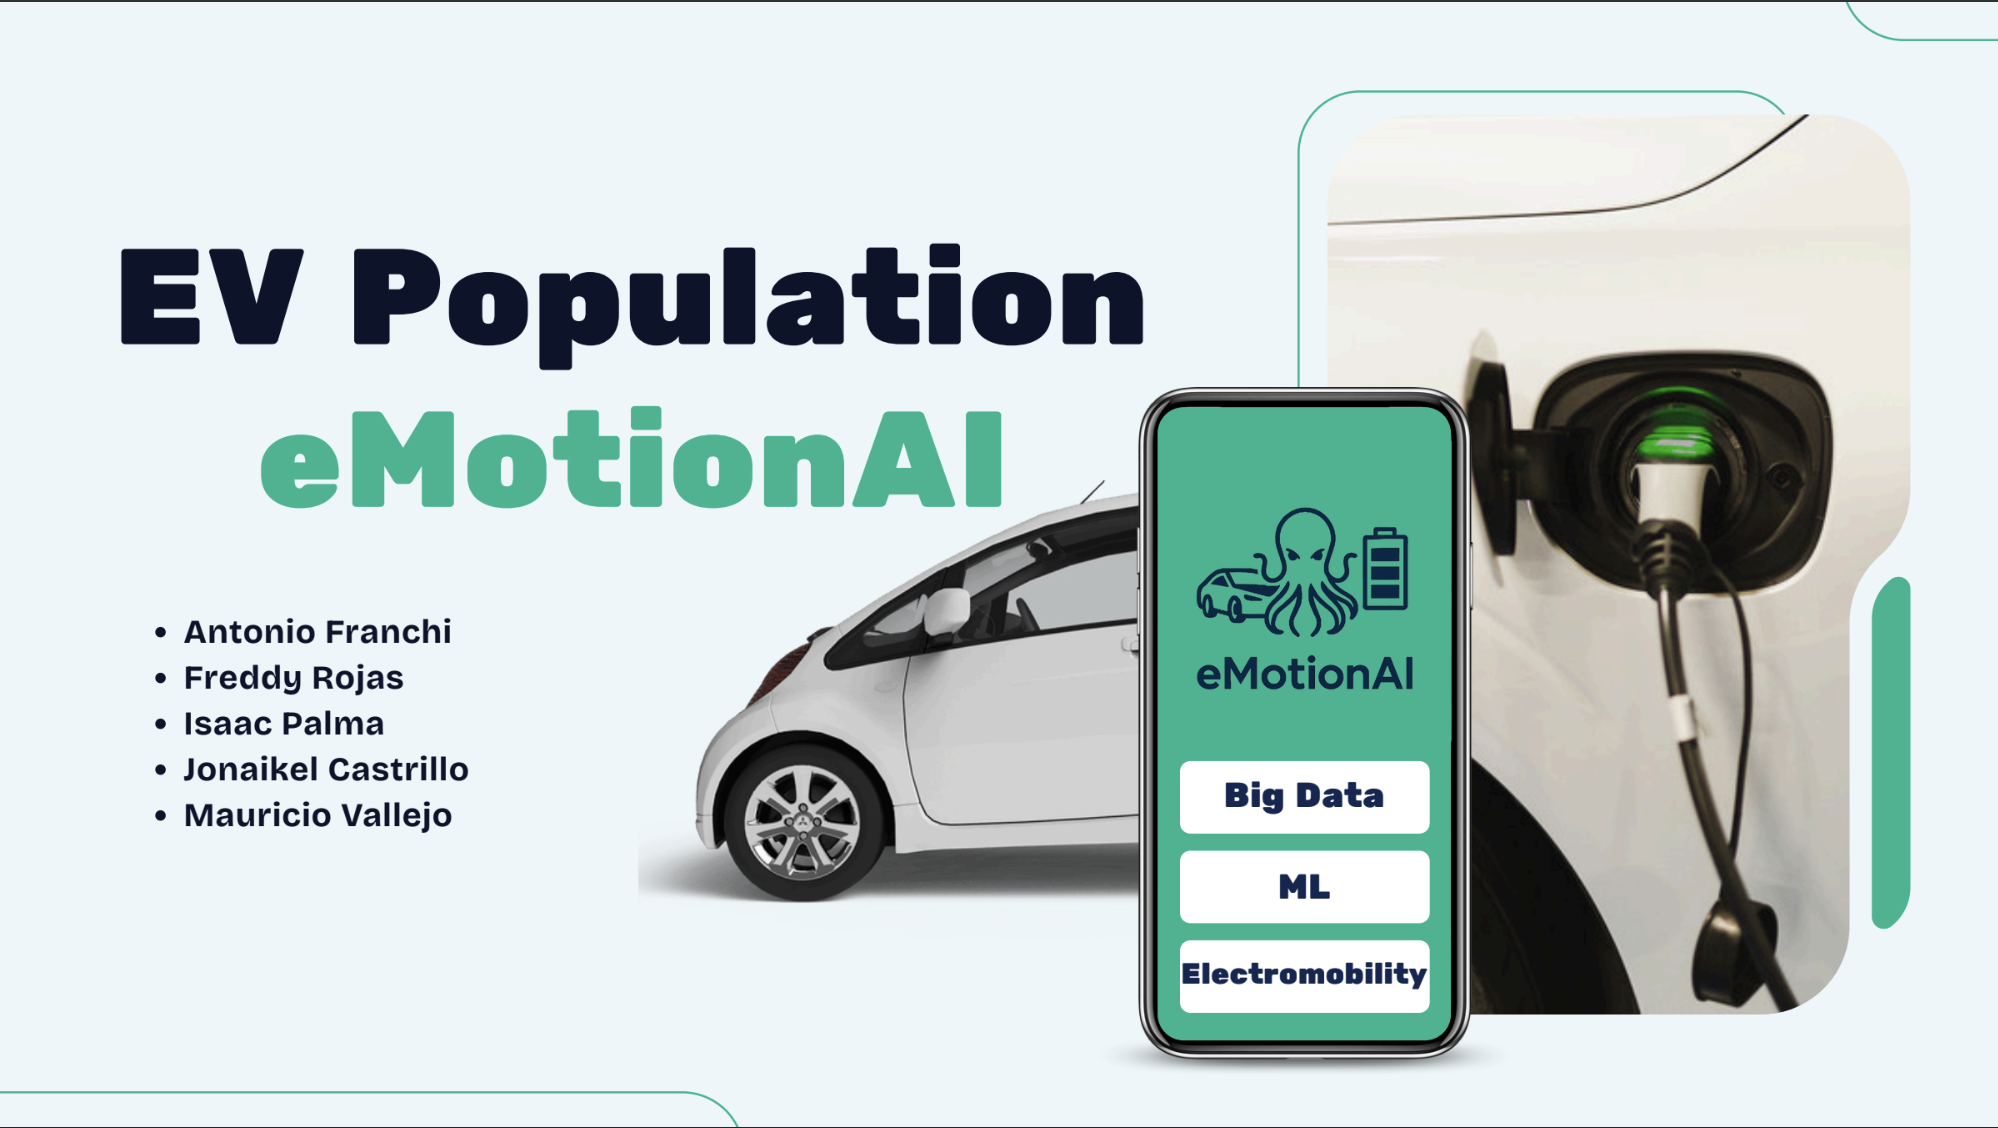 EV Population
eMotionAI
• Antonio Franchi
• Freddy Rojas
• Isaac Palma
• Jonaikel Castrillo
• Mauricio Vallejo
eMotionAI
Big Data
ML
Electromobility